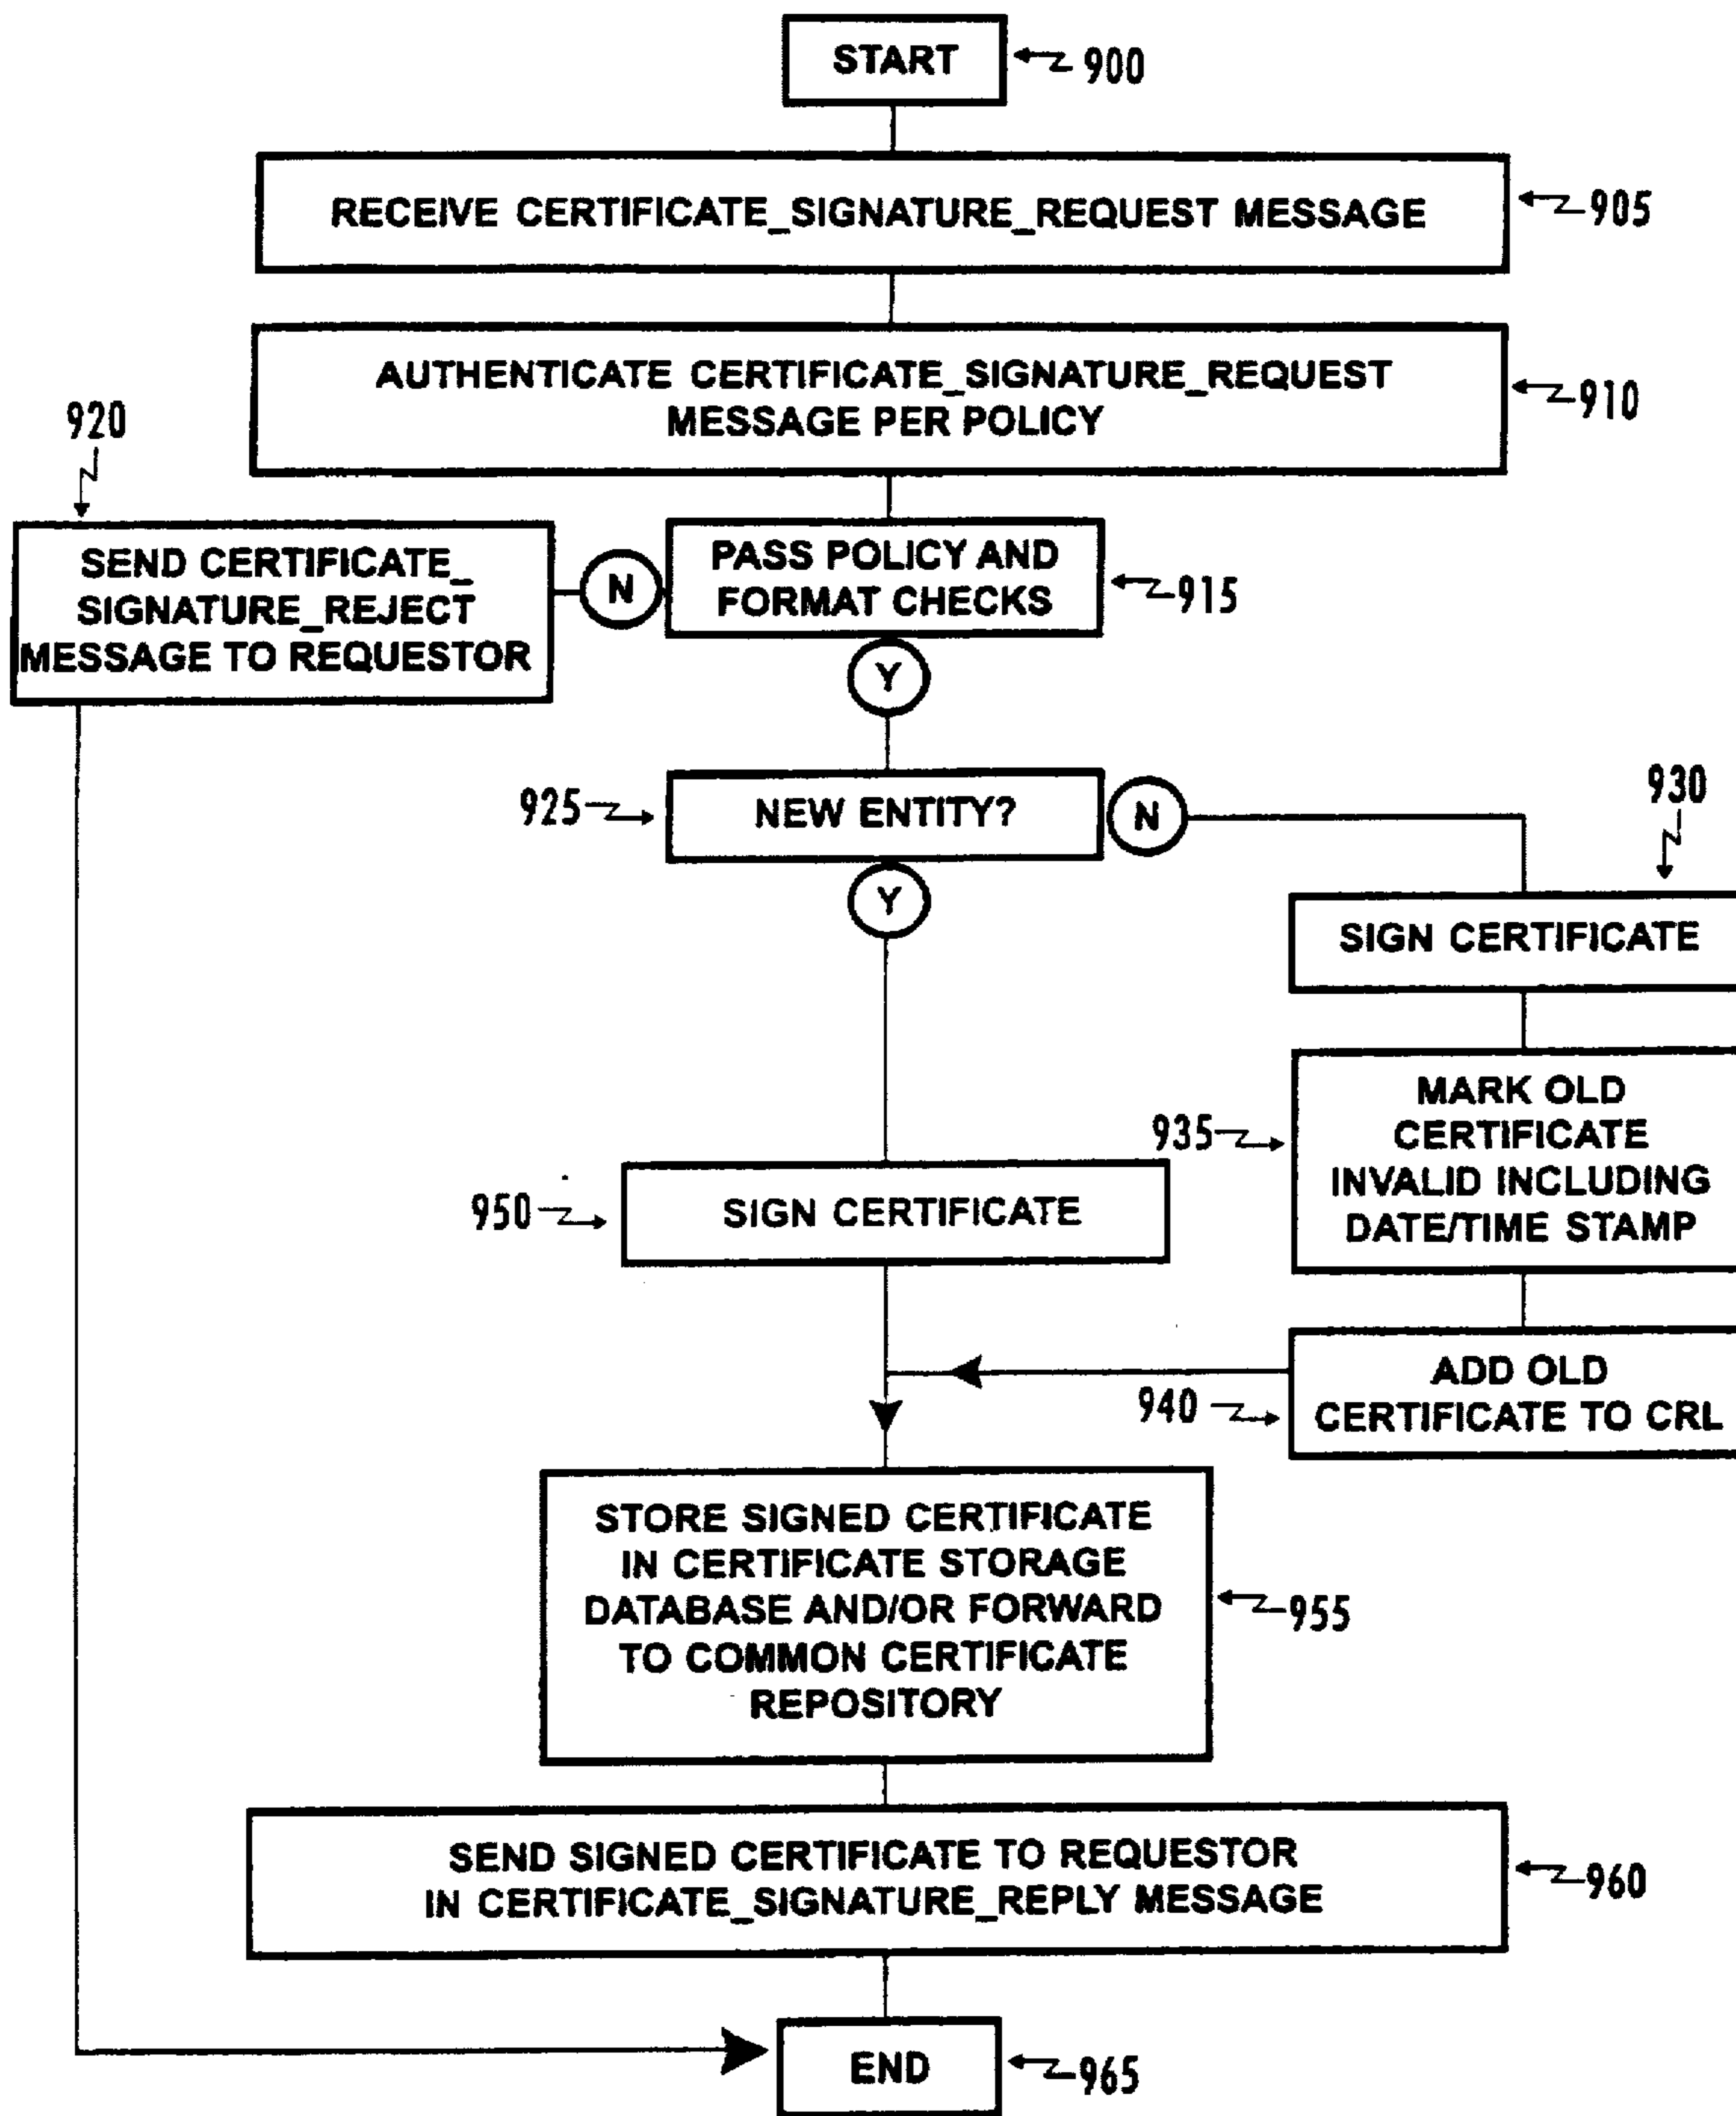 START
900
RECEIVE CERTIFICATE_SIGNATURE_REQUEST MESSAGE
905
AUTHENTICATE CERTIFICATE_SIGNATURE_REQUEST
MESSAGE PER POLICY
910
920
SEND CERTIFICATE_
SIGNATURE_REJECT
MESSAGE TO REQUESTOR
N
PASS POLICY AND
FORMAT CHECKS
915
Y
925
NEW ENTITY?
N
930
Y
SIGN CERTIFICATE
935
MARK OLD
CERTIFICATE
INVALID INCLUDING
DATE/TIME STAMP
950
SIGN CERTIFICATE
940
ADD OLD
CERTIFICATE TO CRL
STORE SIGNED CERTIFICATE
IN CERTIFICATE STORAGE
DATABASE AND/OR FORWARD
TO COMMON CERTIFICATE
REPOSITORY
955
SEND SIGNED CERTIFICATE TO REQUESTOR
IN CERTIFICATE_SIGNATURE_REPLY MESSAGE
960
END
965